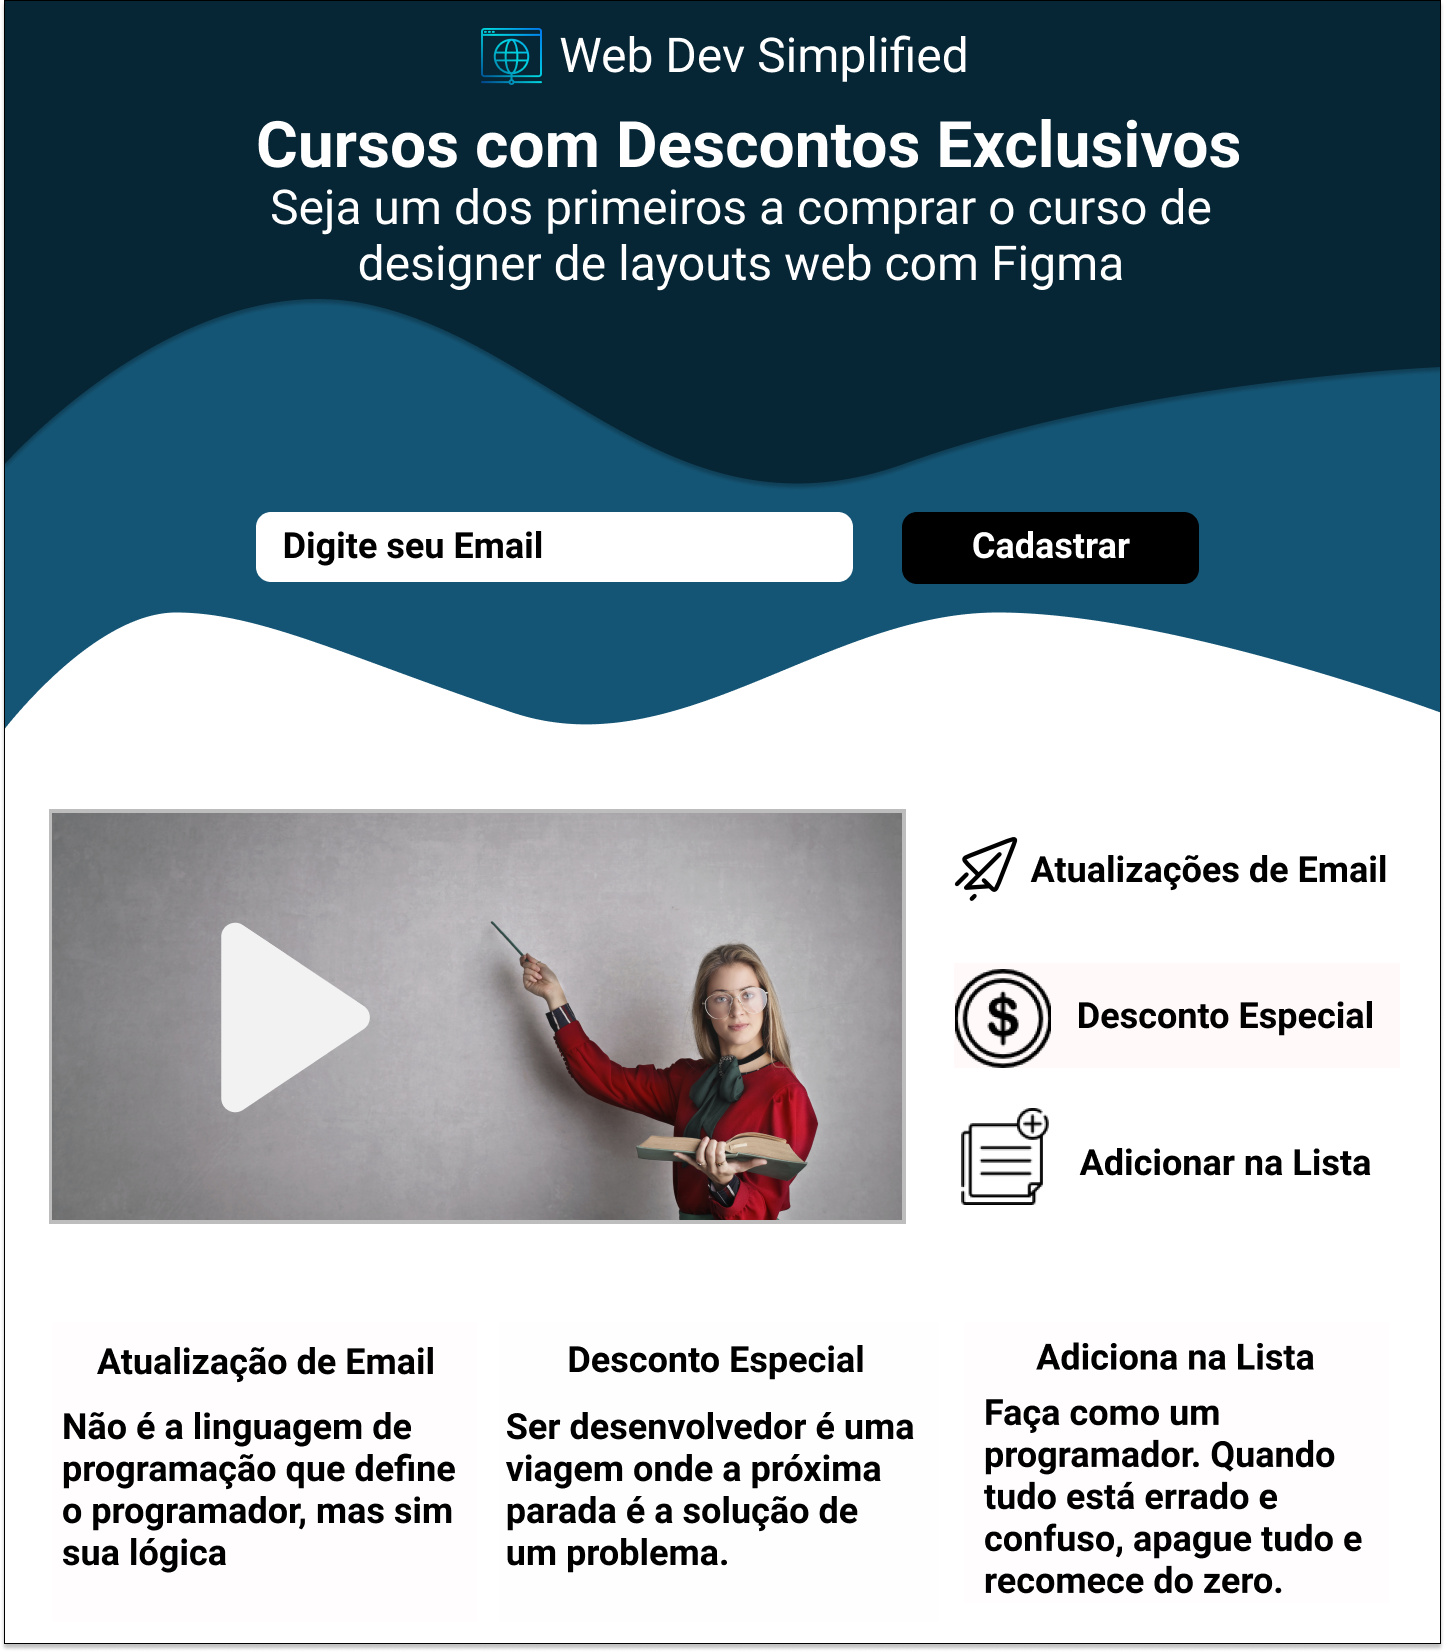 Web Dev Simplified
Cursos com Descontos Exclusivos
Seja um dos primeiros a comprar o curso de
designer de layouts web com Figma
Digite seu Email
Cadastrar
Atualizações de Email
$
Desconto Especial
Adicionar na Lista
Atualização de Email
Não é a linguagem de
programação que define
o programador, mas sim
sua lógica
Desconto Especial
Ser desenvolvedor é uma
viagem onde a próxima
parada é a solução de
um problema.
Adiciona na Lista
Faça como um
programador. Quando
tudo está errado e
confuso, apague tudo e
recomece do zero.